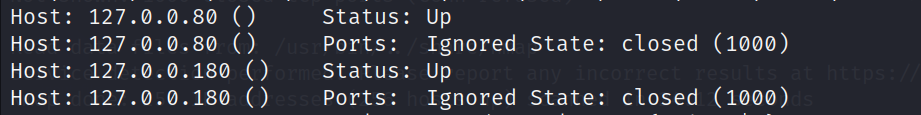 Host: 127.0.0.80 ()     Status: Up
Host: 127.0.0.80 ()     Ports:  Ignored State: closed (1000)
Host: 127.0.0.180 ()    Status: Up
Host: 127.0.0.180 ()    Ports:  Ignored State: closed (1000)